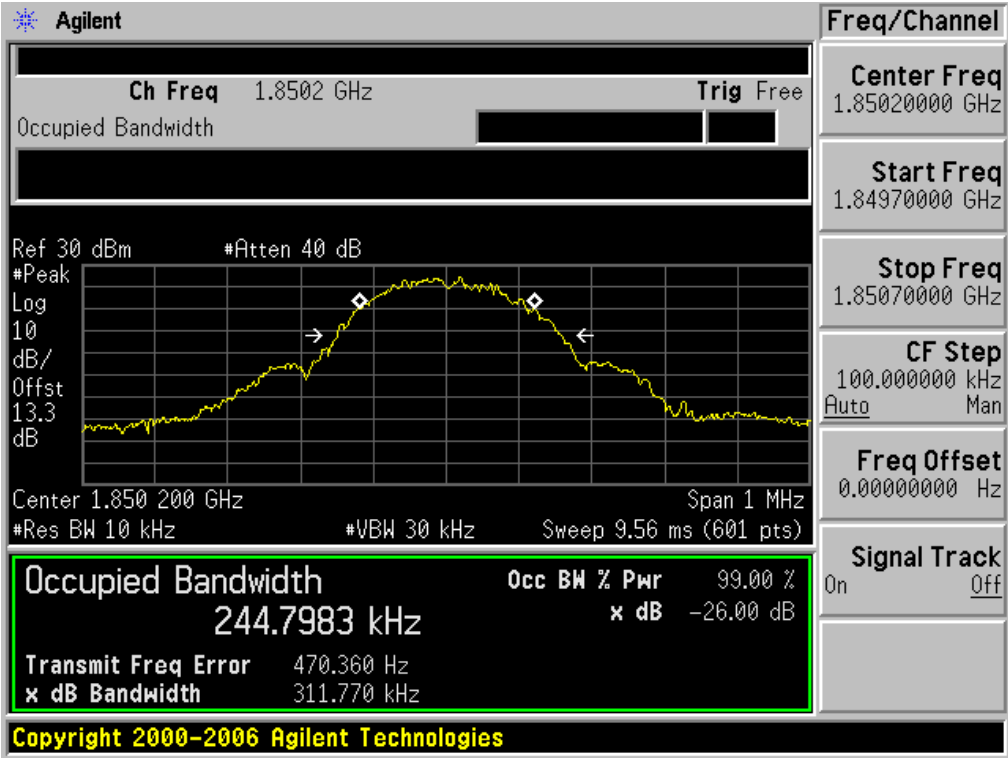 Agilent
Freq/Channel
Ch Freq 1.8502 GHz Trig Free
Occupied Bandwidth
Center Freq
1.85020000 GHz
Start Freq
1.84970000 GHz
Stop Freq
1.85070000 GHz
CF Step
100.000000 kHz
Auto Man
Freq Offset
0.00000000 Hz
Signal Track
On Off
Ref 30 dBm #Atten 40 dB
#Peak
Log
10
dB/
Offst
13.3
dB
Center 1.850 200 GHz Span 1 MHz
#Res BW 10 kHz #VBW 30 kHz Sweep 9.56 ms (601 pts)
Occupied Bandwidth
244.7983 kHz
Occ BW % Pwr 99.00 %
x dB -26.00 dB
Transmit Freq Error 470.360 Hz
x dB Bandwidth 311.770 kHz
Copyright 2000-2006 Agilent Technologies